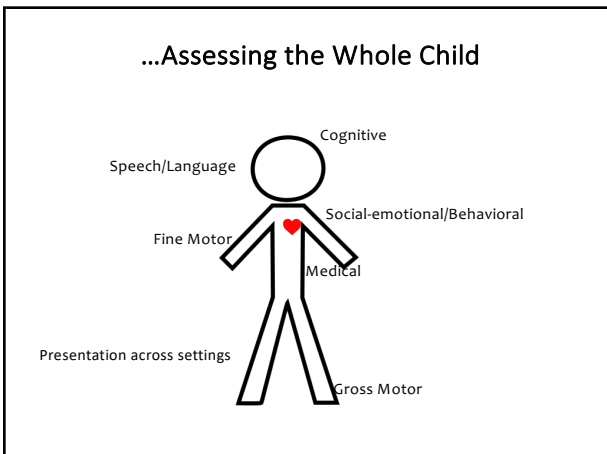 ...Assessing the Whole Child
Cognitive
Speech/Language
Social-emotional/Behavioral
Fine Motor
Medical
Presentation across settings
Gross Motor